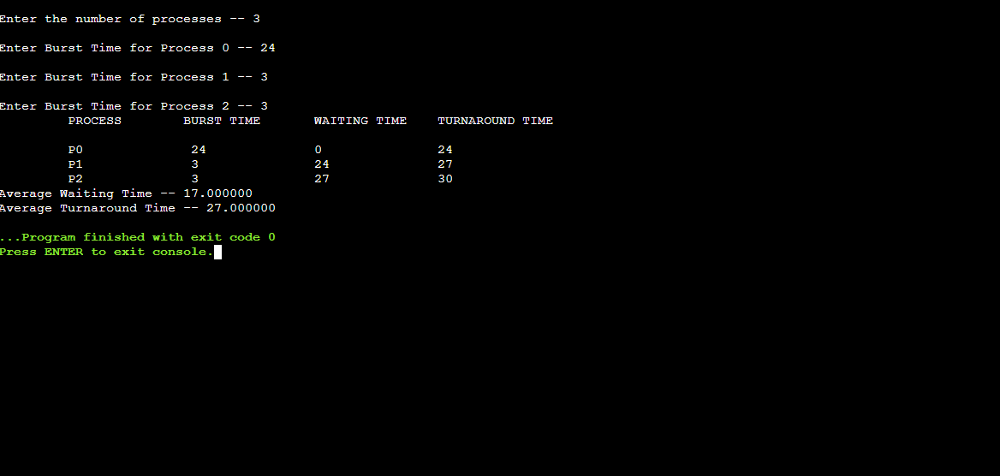 Enter the number of processes -- 3
Enter Burst Time for Process 0 -- 24
Enter Burst Time for Process 1 -- 3
Enter Burst Time for Process 2 -- 3
PROCESS BURST TIME WAITING TIME TURNAROUND TIME
P0 24 0 24
P1 3 24 27
P2 3 27 30
Average Waiting Time -- 17.000000
Average Turnaround Time -- 27.000000
...Program finished with exit code 0
Press ENTER to exit console.